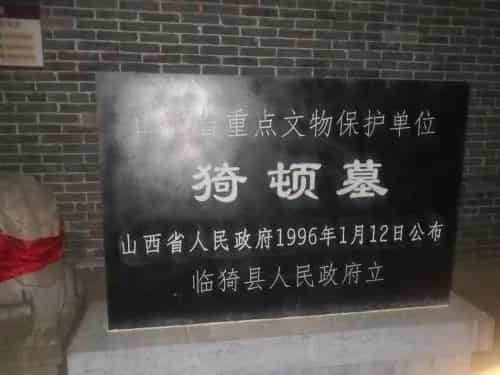 山西省重点文物保护单位
猗顿墓
山西省人民政府1996年1月12日公布
临猗县人民政府立